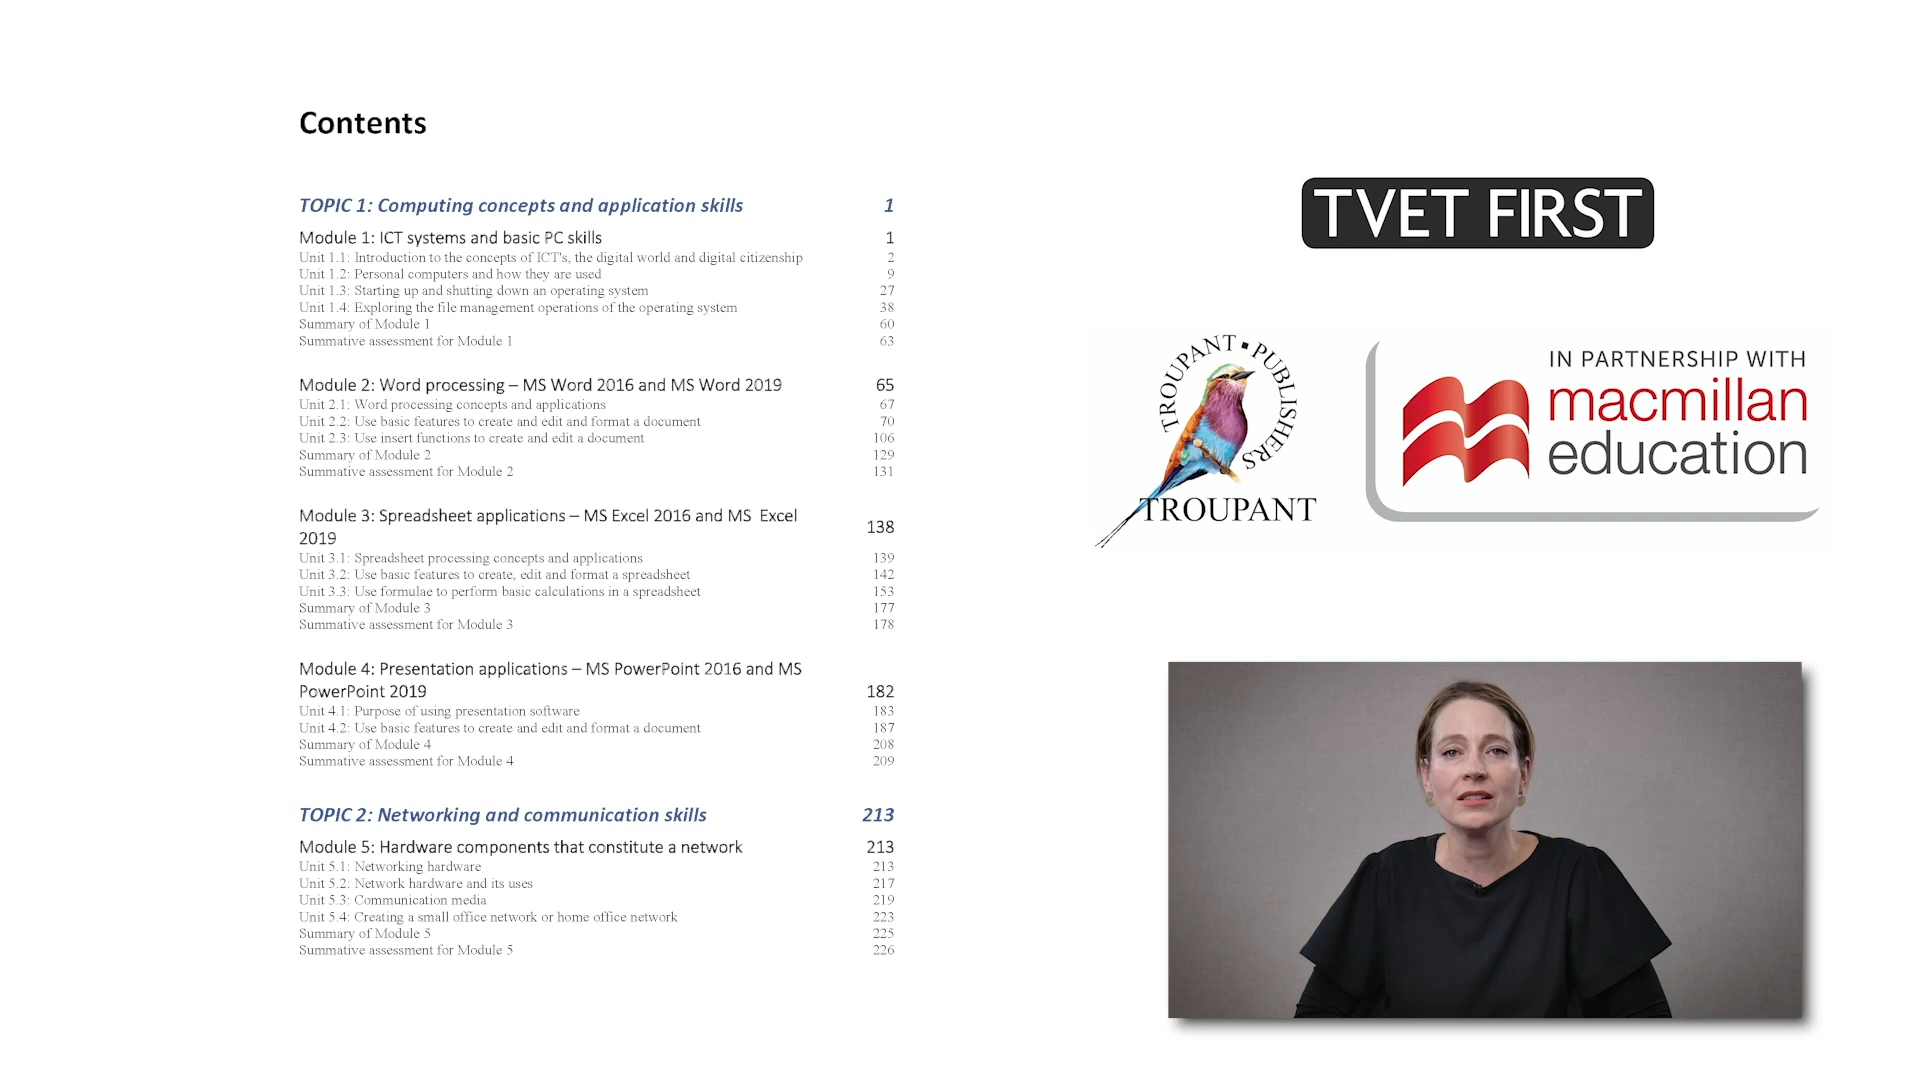 Contents
TOPIC 1: Computing concepts and application skills 1
Module 1: ICT systems and basic PC skills 1
Unit 1.1: Introduction to the concepts of ICT's, the digital world and digital citizenship 2
Unit 1.2: Personal computers and how they are used 9
Unit 1.3: Starting up and shutting down an operating system 27
Unit 1.4: Exploring the file management operations of the operating system 38
Summary of Module 1 60
Summative assessment for Module 1 63
Module 2: Word processing – MS Word 2016 and MS Word 2019 65
Unit 2.1: Word processing concepts and applications 67
Unit 2.2: Use basic features to create and edit and format a document 70
Unit 2.3: Use insert functions to create and edit a document 106
Summary of Module 2 129
Summative assessment for Module 2 131
Module 3: Spreadsheet applications – MS Excel 2016 and MS Excel
2019 138
Unit 3.1: Spreadsheet processing concepts and applications 139
Unit 3.2: Use basic features to create, edit and format a spreadsheet 142
Unit 3.3: Use formulae to perform basic calculations in a spreadsheet 153
Summary of Module 3 177
Summative assessment for Module 3 178
Module 4: Presentation applications – MS PowerPoint 2016 and MS
PowerPoint 2019 182
Unit 4.1: Purpose of using presentation software 183
Unit 4.2: Use basic features to create and edit and format a document 187
Summary of Module 4 208
Summative assessment for Module 4 209
TOPIC 2: Networking and communication skills 213
Module 5: Hardware components that constitute a network 213
Unit 5.1: Networking hardware 213
Unit 5.2: Network hardware and its uses 217
Unit 5.3: Communication media 219
Unit 5.4: Creating a small office network or home office network 223
Summary of Module 5 225
Summative assessment for Module 5 226
TVET FIRST
TROUPANT ▪ PUBLISHERS
TROUPANT
IN PARTNERSHIP WITH
macmillan
education